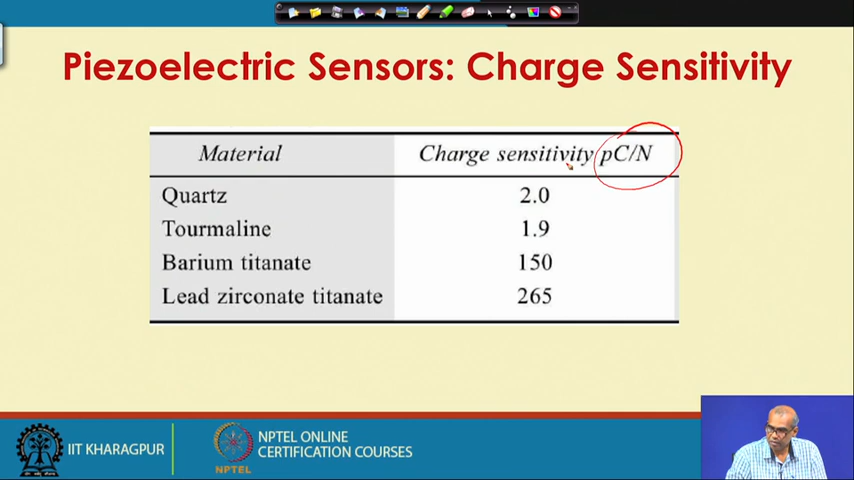 Piezoelectric Sensors: Charge Sensitivity
Material Charge sensitivity pC/N
Quartz 2.0
Tourmaline 1.9
Barium titanate 150
Lead zirconate titanate 265
IIT KHARAGPUR
NPTEL
NPTEL ONLINE
CERTIFICATION COURSES